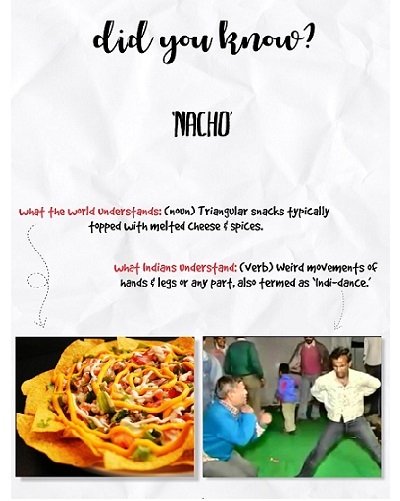 did you know?
'NACHO'
What the world understands: (noun) Triangular snacks typically
topped with melted cheese & spices.
What Indians understand: (Verb) Weird movements of
hands & legs or any part, also termed as 'Indi-dance.'